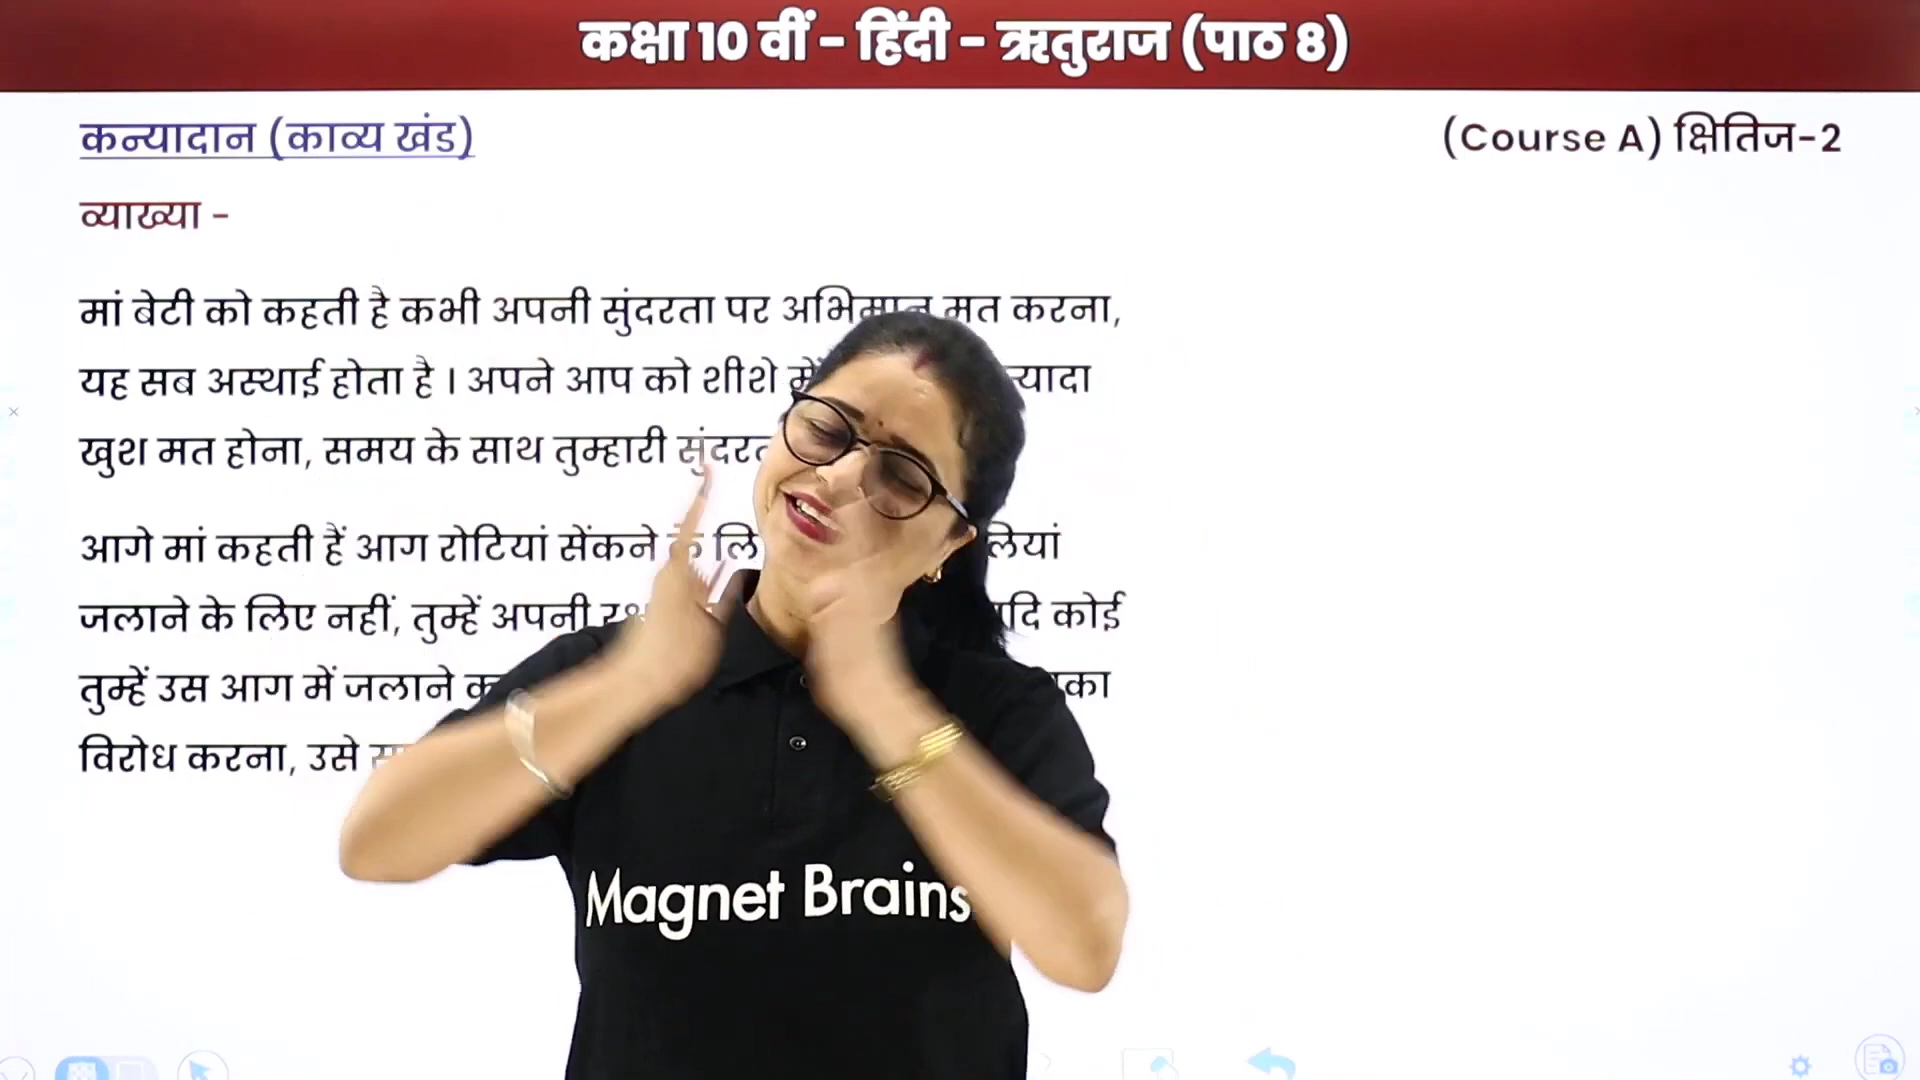 कक्षा 10 वीं - हिंदी - ऋतुराज (पाठ 8)
कन्यादान (काव्य खंड)
(Course A) क्षितिज-2
व्याख्या -
मां बेटी को कहती है कभी अपनी सुंदरता पर अभिमान मत करना,
यह सब अस्थाई होता है । अपने आप को शीशे में
खुश मत होना, समय के साथ तुम्हारी
आगे मां कहती हैं आग रोटियां सेंकने के
जलाने के लिए नहीं, तुम्हें अपनी कोई
तुम्हें उस आग में जलाने
विरोध करना, उसे
Magnet Brains